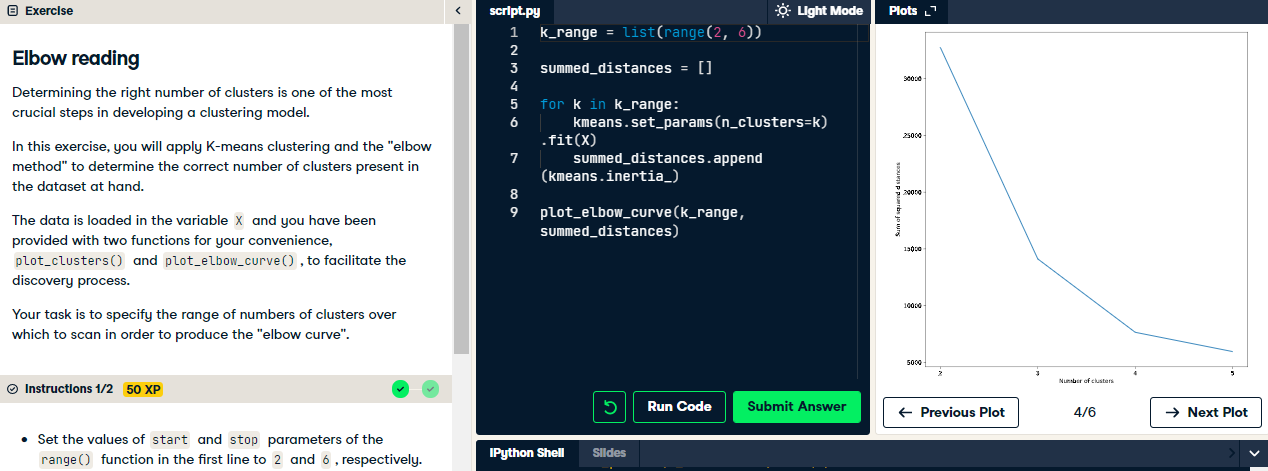 Exercise
Elbow reading
Determining the right number of clusters is one of the most
crucial steps in developing a clustering model.
In this exercise, you will apply K-means clustering and the "elbow
method" to determine the correct number of clusters present in
the dataset at hand.
The data is loaded in the variable X and you have been
provided with two functions for your convenience,
plot_clusters() and plot_elbow_curve(), to facilitate the
discovery process.
Your task is to specify the range of numbers of clusters over
which to scan in order to produce the "elbow curve".
Instructions 1/2 50 XP
• Set the values of start and stop parameters of the
range() function in the first line to 2 and 6, respectively.
script.py
Light Mode
1 k_range = list(range(2, 6))
2
3 summed_distances = []
4
5 for k in k_range:
6 kmeans.set_params(n_clusters=k)
.fit(X)
7 summed_distances.append
(kmeans.inertia_)
8
9 plot_elbow_curve(k_range,
summed_distances)
Run Code
Submit Answer
IPython Shell
Slides
Plots
30000
25000
20000
15000
10000
5000
Sum of squared distances
2 3 4 5
Number of clusters
Previous Plot
4/6
Next Plot